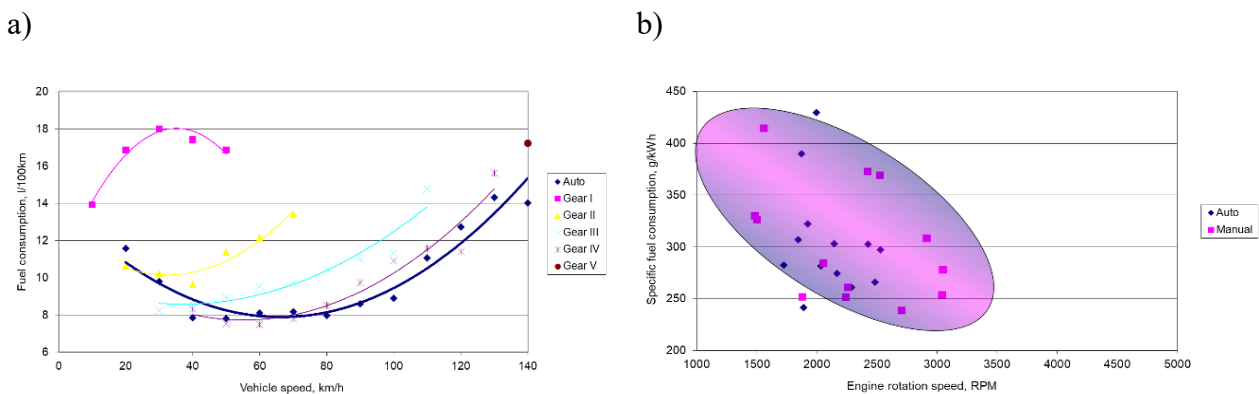 a)
b)
Fuel consumption, l/100km
20
18
16
14
12
10
8
6
0
20
40
60
80
100
120
140
Vehicle speed, km/h
Auto
Gear I
Gear II
Gear III
Gear IV
Gear V
Specific fuel consumption, g/kWh
450
400
350
300
250
200
1000
1500
2000
2500
3000
3500
4000
4500
5000
Engine rotation speed, RPM
Auto
Manual